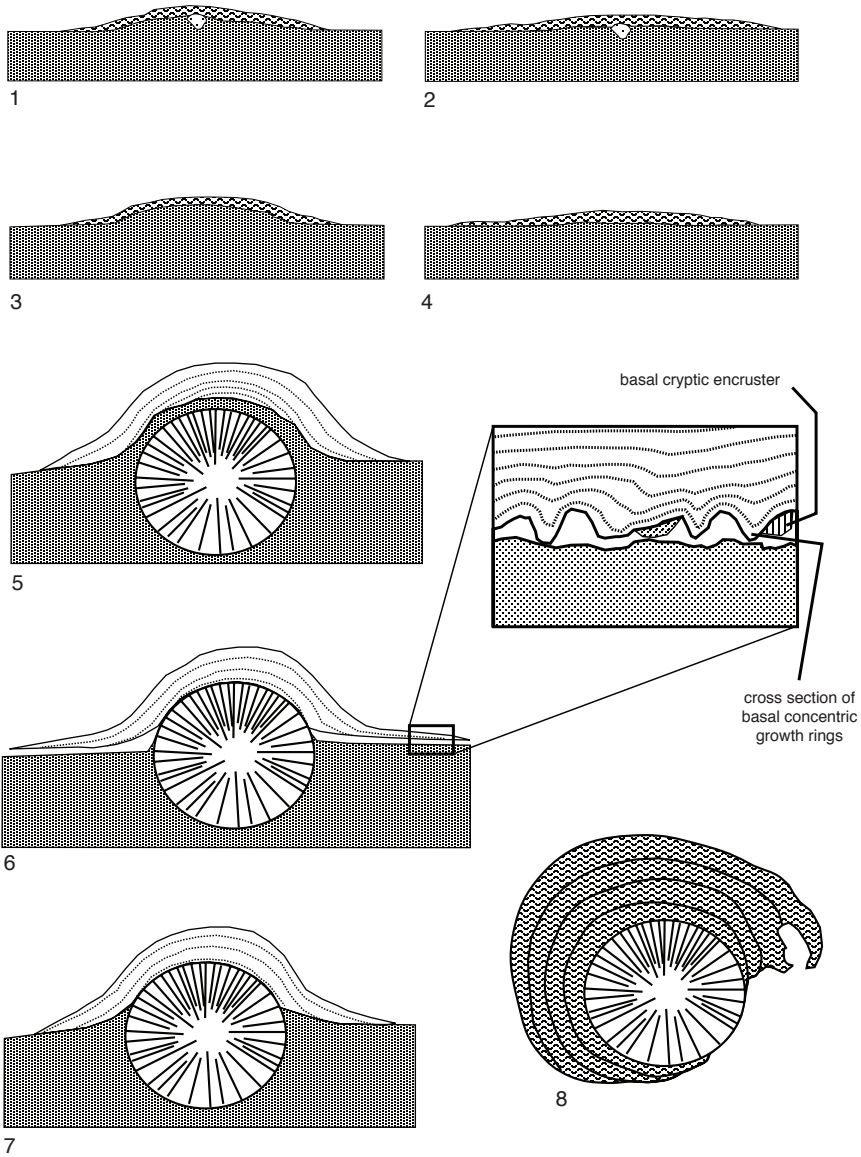 1
2
3
4
5
basal cryptic encruster
cross section of
basal concentric
growth rings
6
7
8